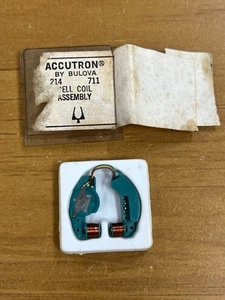 ACCUTRON®
BY BULOVA
214 711
CELL COIL
ASSEMBLY